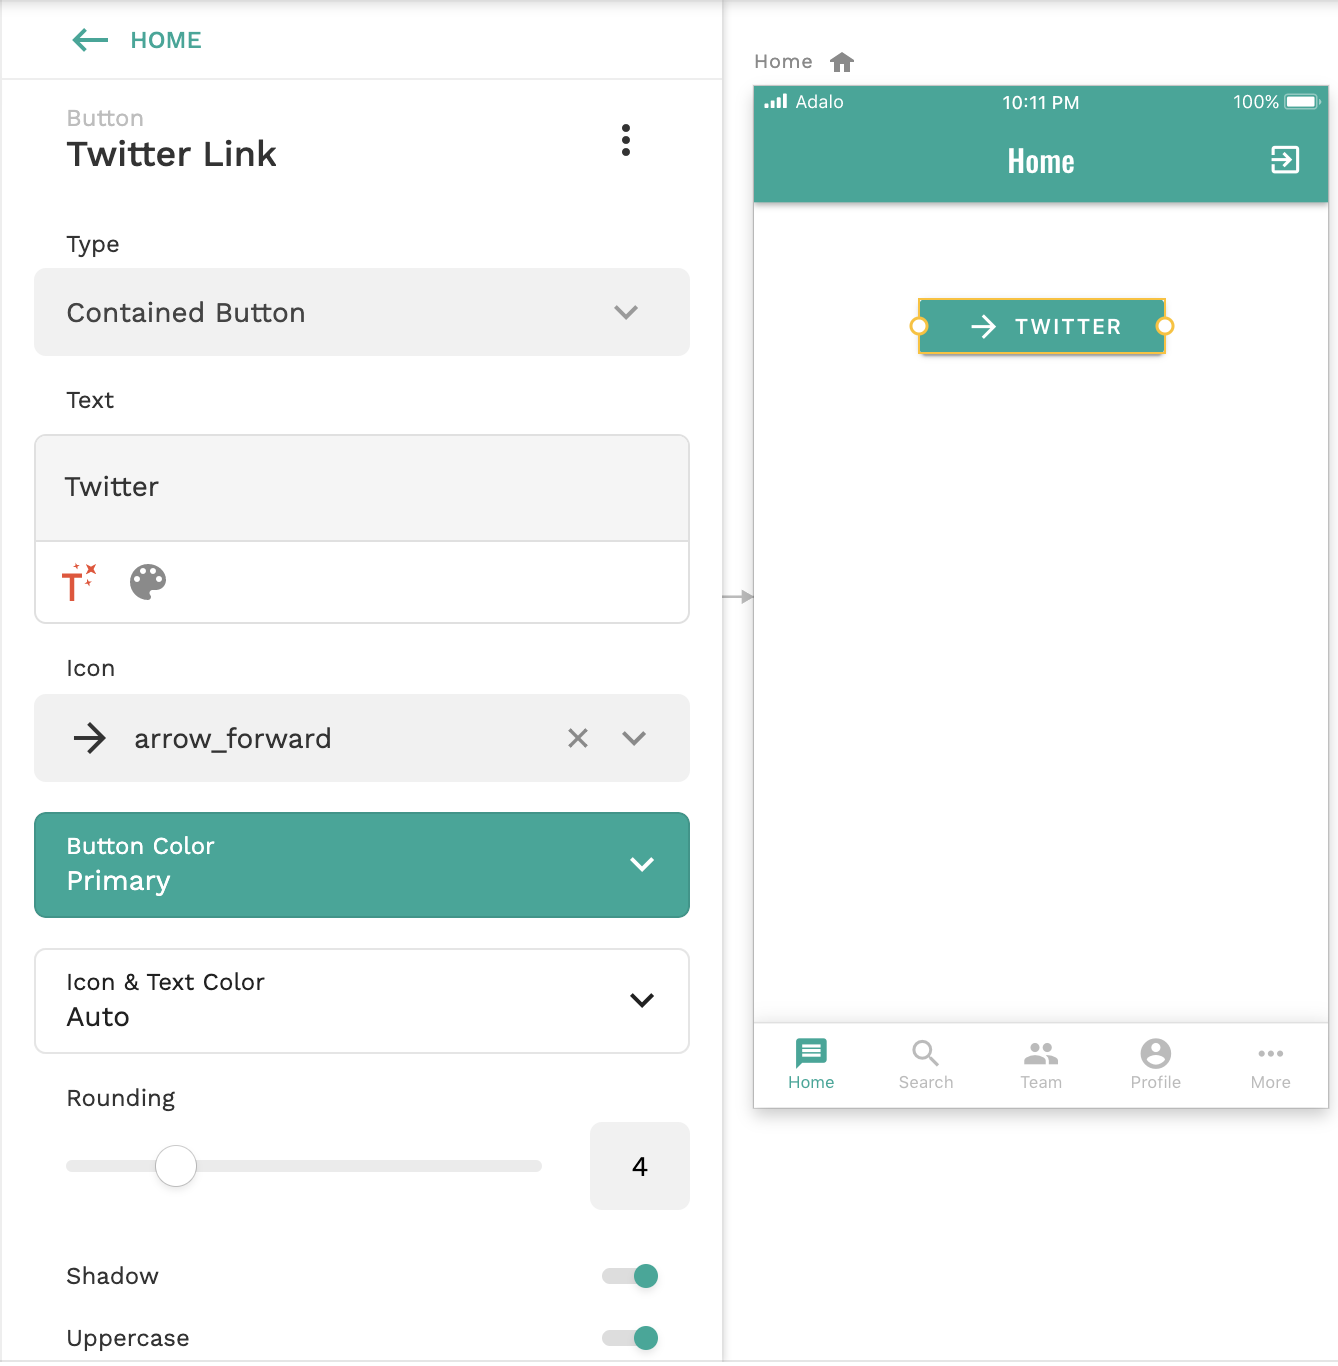 HOME
Button
Twitter Link
Type
Contained Button
Text
Twitter
T
Icon
arrow_forward
Button Color
Primary
Icon & Text Color
Auto
Rounding
4
Shadow
Uppercase
Home
Adalo 10:11 PM 100%
Home
TWITTER
Home Search Team Profile More